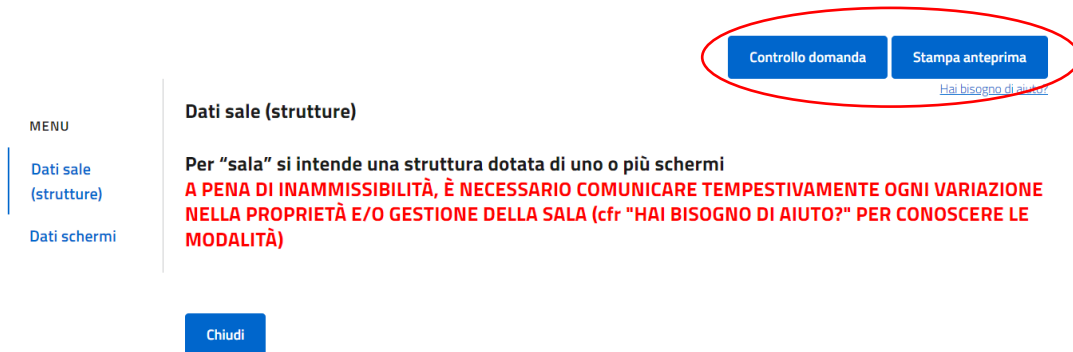 Controllo domanda
Stampa anteprima
Hai bisogno di aiuto?
MENU
Dati sale
(strutture)
Dati schermi
Dati sale (strutture)
Per “sala” si intende una struttura dotata di uno o più schermi
A PENA DI INAMMISSIBILITÀ, È NECESSARIO COMUNICARE TEMPESTIVAMENTE OGNI VARIAZIONE
NELLA PROPRIETÀ E/O GESTIONE DELLA SALA (cfr "HAI BISOGNO DI AIUTO?" PER CONOSCERE LE
MODALITÀ)
Chiudi